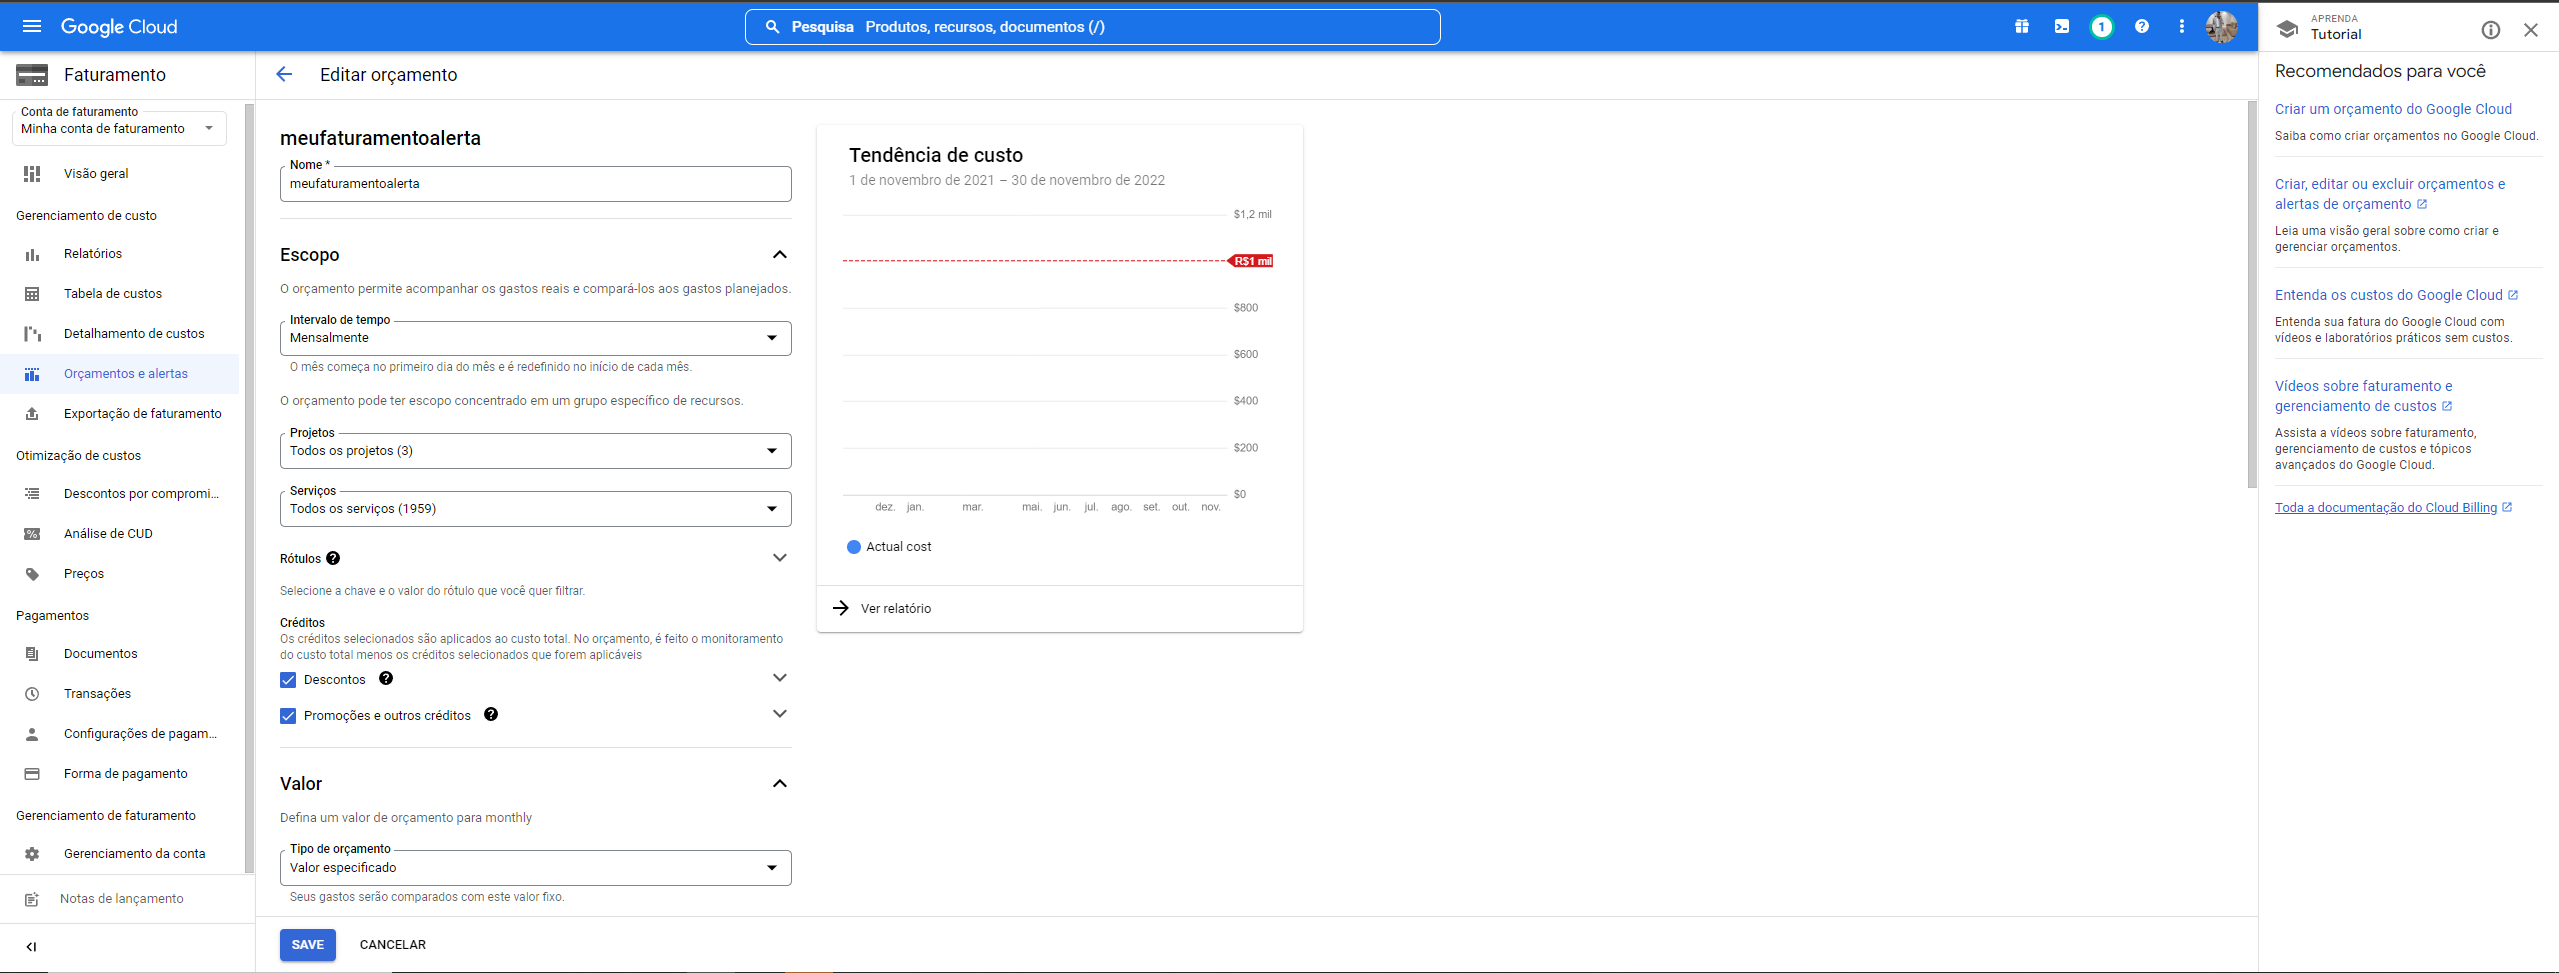 Google Cloud
Pesquisa Produtos, recursos, documentos (/)
1
APRENDA
Tutorial
Faturamento
Conta de faturamento
Minha conta de faturamento
Visão geral
Gerenciamento de custo
Relatórios
Tabela de custos
Detalhamento de custos
Orçamentos e alertas
Exportação de faturamento
Otimização de custos
Descontos por compromi...
Análise de CUD
Preços
Pagamentos
Documentos
Transações
Configurações de pagam...
Forma de pagamento
Gerenciamento de faturamento
Gerenciamento da conta
Notas de lançamento
Editar orçamento
meufaturamentoalerta
Nome *
meufaturamentoalerta
Escopo
O orçamento permite acompanhar os gastos reais e compará-los aos gastos planejados.
Intervalo de tempo
Mensalmente
O mês começa no primeiro dia do mês e é redefinido no início de cada mês.
O orçamento pode ter escopo concentrado em um grupo específico de recursos.
Projetos
Todos os projetos (3)
Serviços
Todos os serviços (1959)
Rótulos
Selecione a chave e o valor do rótulo que você quer filtrar.
Créditos
Os créditos selecionados são aplicados ao custo total. No orçamento, é feito o monitoramento
do custo total menos os créditos selecionados que forem aplicáveis
Descontos
Promoções e outros créditos
Valor
Defina um valor de orçamento para monthly
Tipo de orçamento
Valor especificado
Seus gastos serão comparados com este valor fixo.
SAVE CANCELAR
Tendência de custo
1 de novembro de 2021 – 30 de novembro de 2022
$1,2 mil
R$1 mil
$800
$600
$400
$200
$0
dez. jan. mar. mai. jun. jul. ago. set. out. nov.
Actual cost
Ver relatório
Recomendados para você
Criar um orçamento do Google Cloud
Saiba como criar orçamentos no Google Cloud.
Criar, editar ou excluir orçamentos e
alertas de orçamento
Leia uma visão geral sobre como criar e
gerenciar orçamentos.
Entenda os custos do Google Cloud
Entenda sua fatura do Google Cloud com
vídeos e laboratórios práticos sem custos.
Vídeos sobre faturamento e
gerenciamento de custos
Assista a vídeos sobre faturamento,
gerenciamento de custos e tópicos
avançados do Google Cloud.
Toda a documentação do Cloud Billing